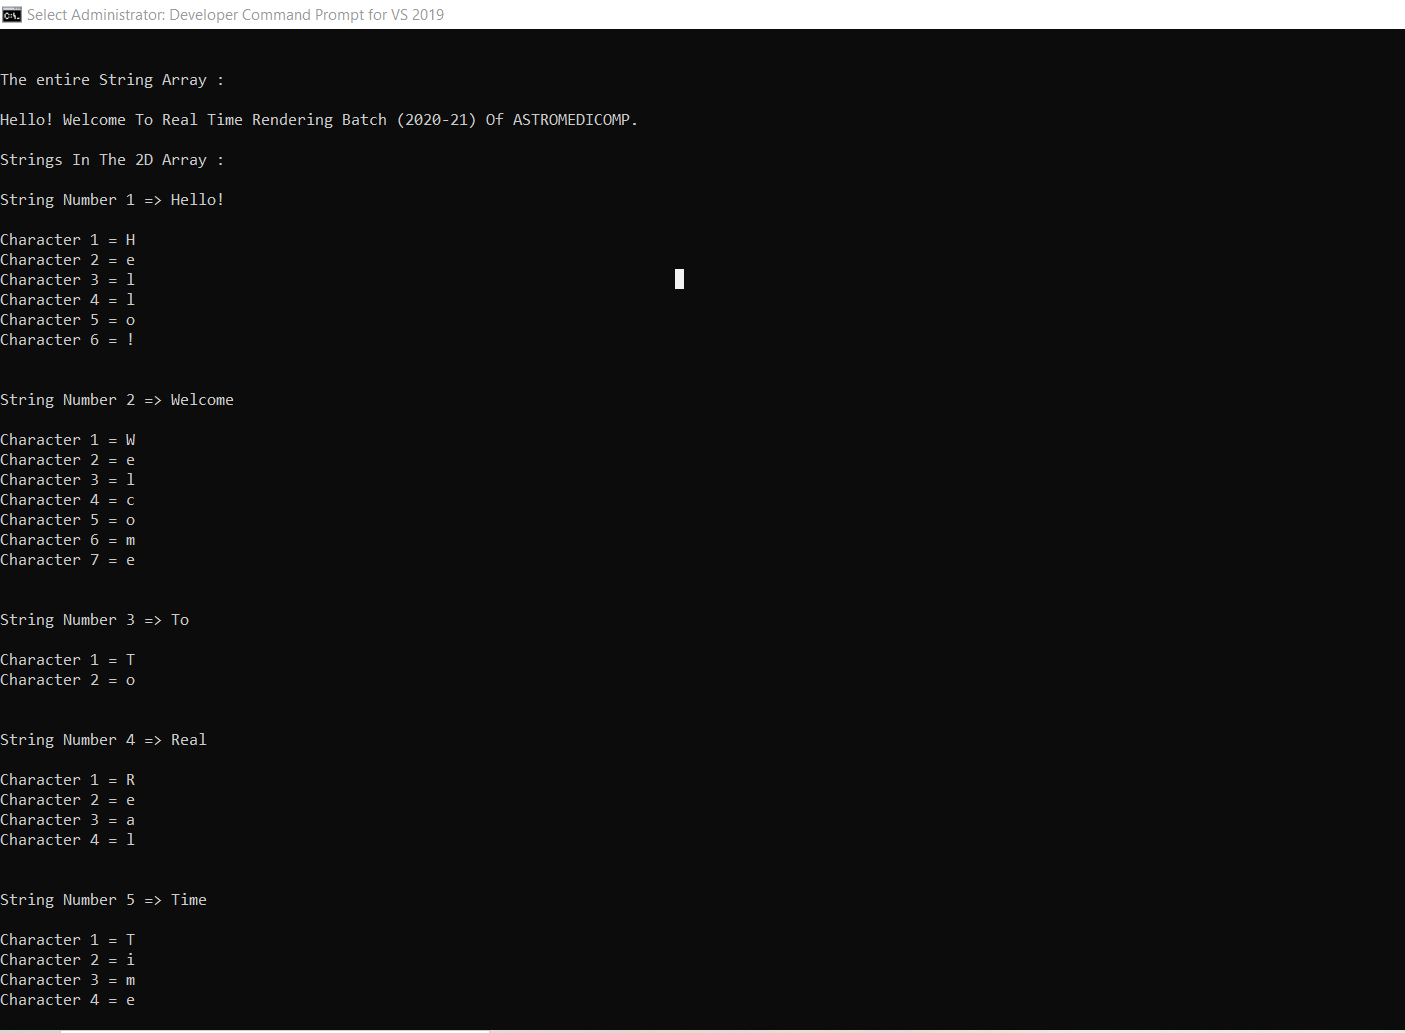 Select Administrator: Developer Command Prompt for VS 2019
The entire String Array :
Hello! Welcome To Real Time Rendering Batch (2020-21) Of ASTROMEDICOMP.
Strings In The 2D Array :
String Number 1 => Hello!
Character 1 = H
Character 2 = e
Character 3 = l
Character 4 = l
Character 5 = o
Character 6 = !
String Number 2 => Welcome
Character 1 = W
Character 2 = e
Character 3 = l
Character 4 = c
Character 5 = o
Character 6 = m
Character 7 = e
String Number 3 => To
Character 1 = T
Character 2 = o
String Number 4 => Real
Character 1 = R
Character 2 = e
Character 3 = a
Character 4 = l
String Number 5 => Time
Character 1 = T
Character 2 = i
Character 3 = m
Character 4 = e